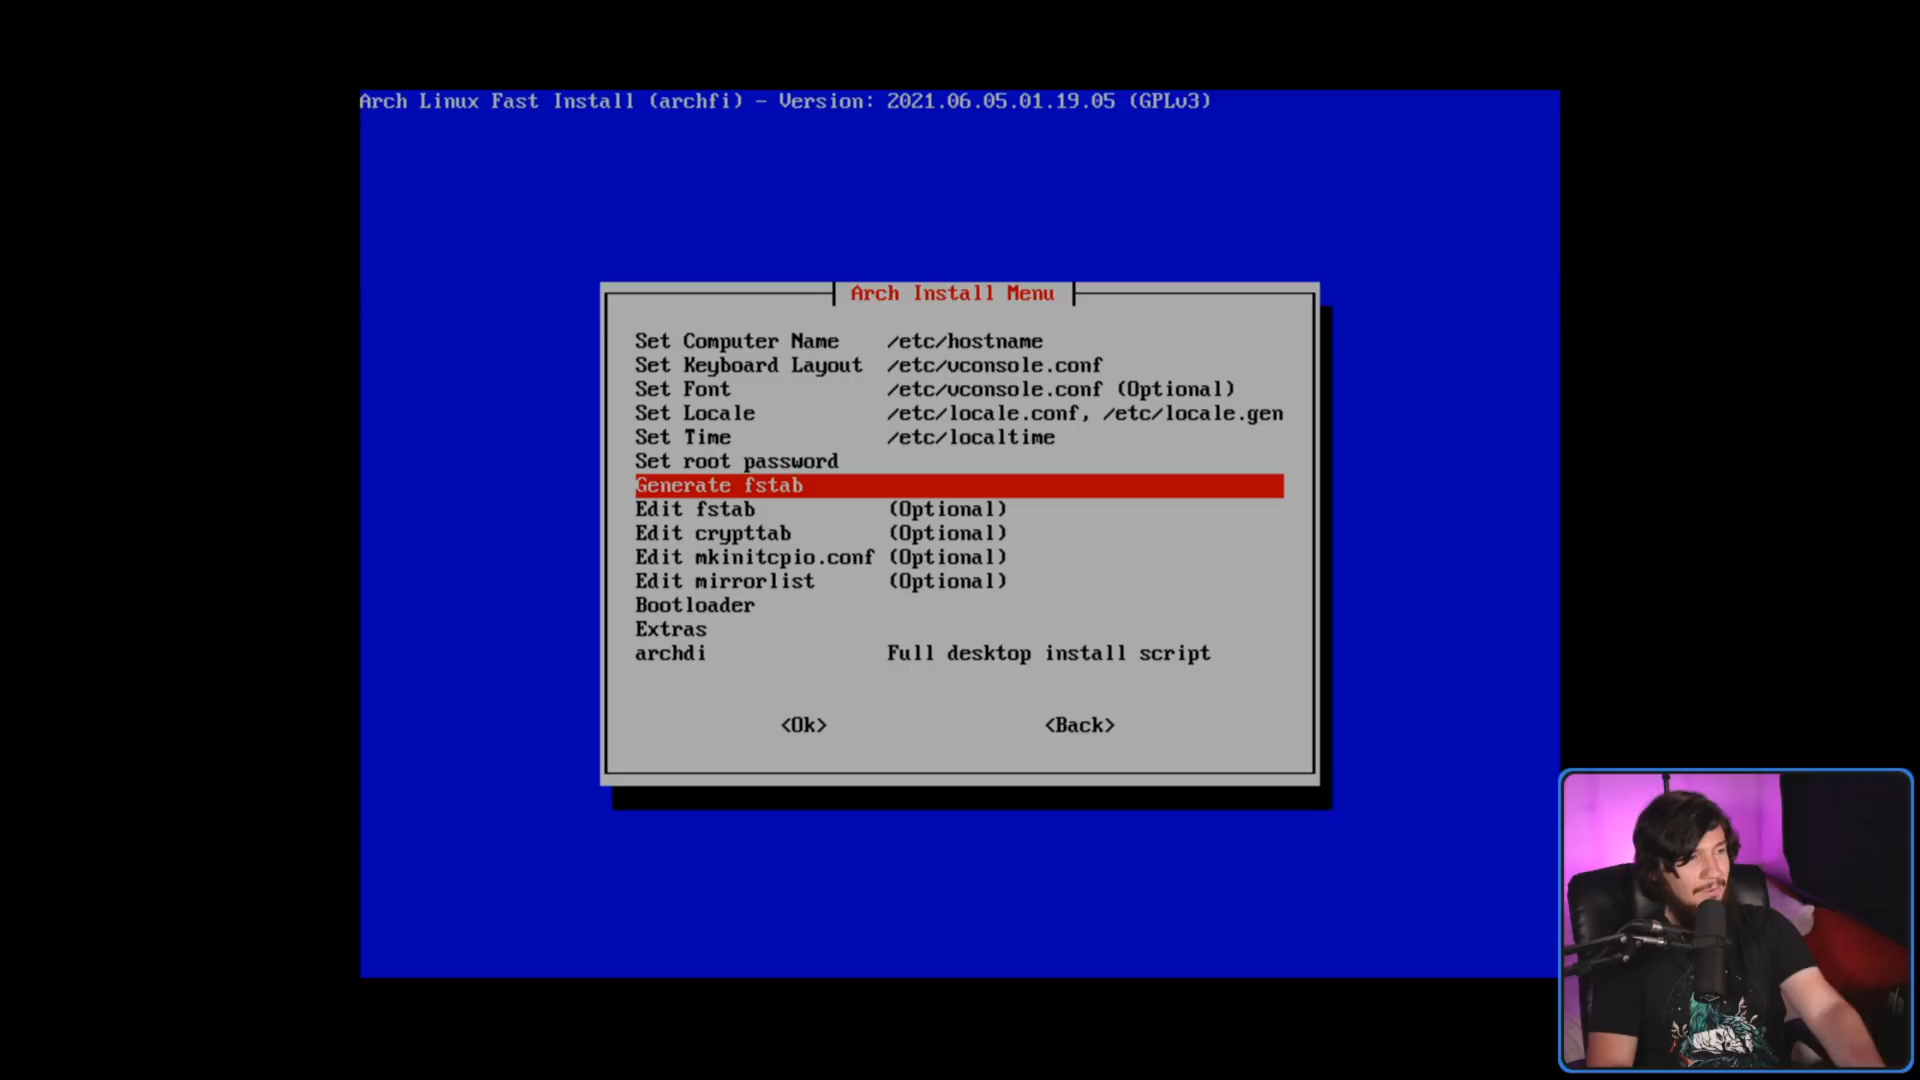 Arch Linux Fast Install (archfi) - Version: 2021.06.05.01.19.05 (GPLv3)
Arch Install Menu
Set Computer Name /etc/hostname
Set Keyboard Layout /etc/vconsole.conf
Set Font /etc/vconsole.conf (Optional)
Set Locale /etc/locale.conf, /etc/locale.gen
Set Time /etc/localtime
Set root password
Generate fstab
Edit fstab (Optional)
Edit crypttab (Optional)
Edit mkinitcpio.conf (Optional)
Edit mirrorlist (Optional)
Bootloader
Extras
archdi Full desktop install script
<Ok> <Back>